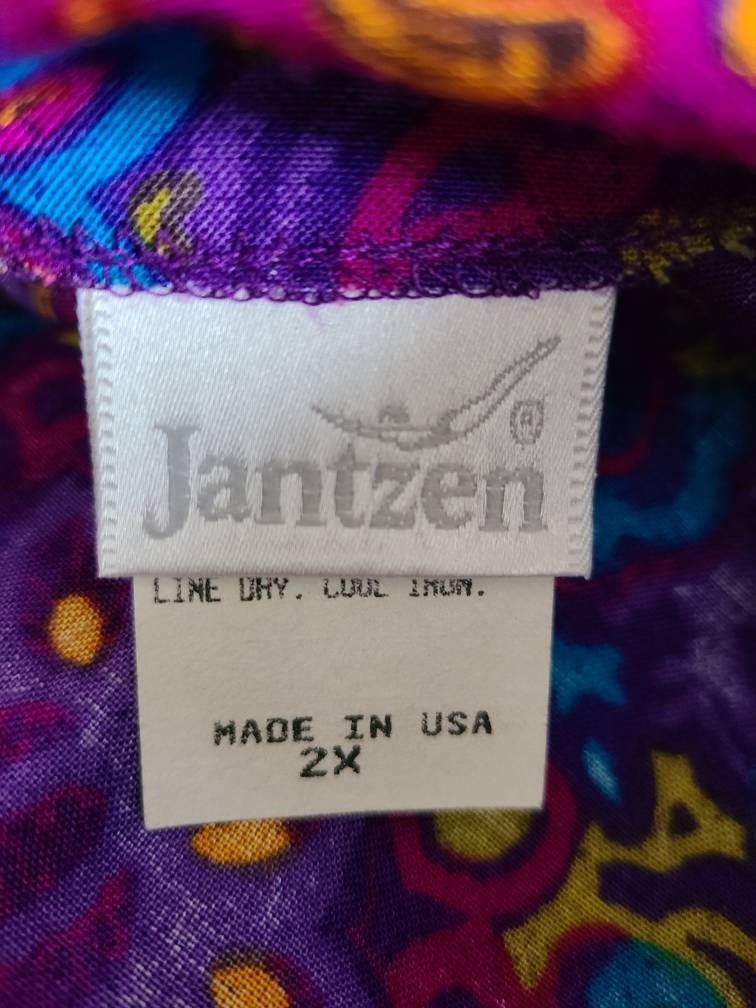 Jantzen®
LINE DRY. COOL IRON.
MADE IN USA
2X